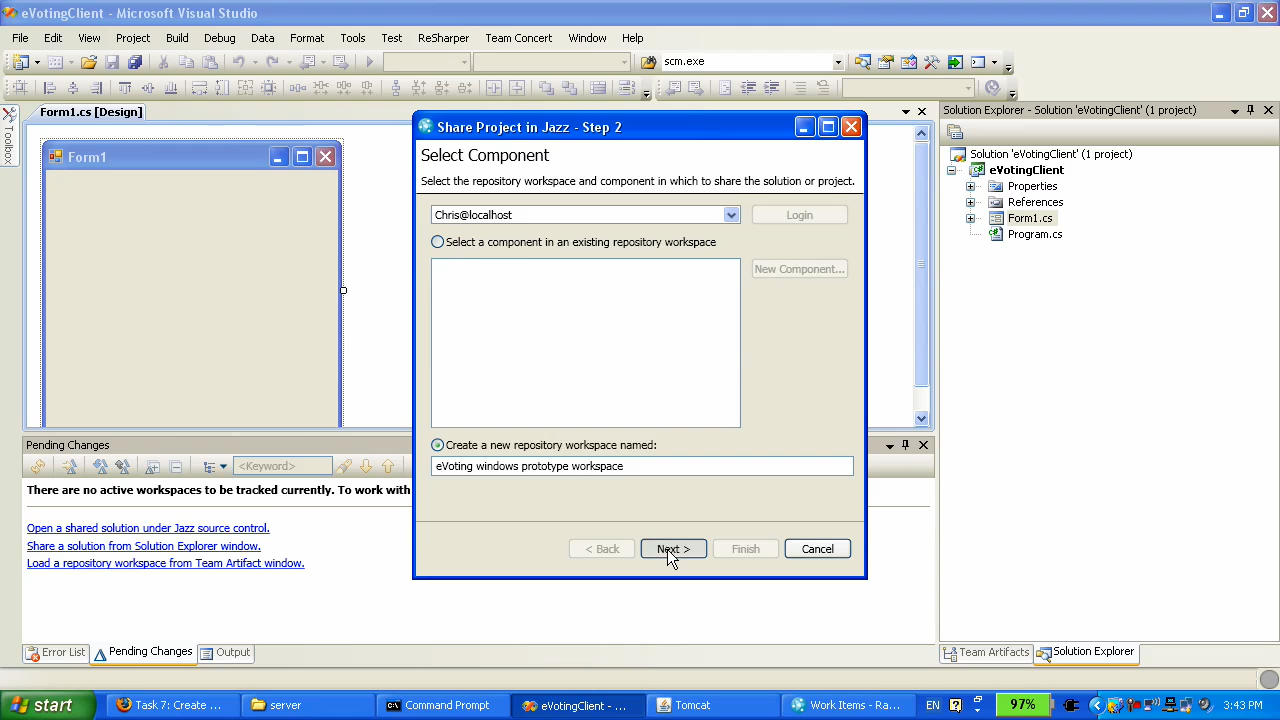 eVotingClient - Microsoft Visual Studio
File Edit View Project Build Debug Data Format Tools Test ReSharper Team Concert Window Help
scm.exe
Form1.cs [Design]
Form1
Toolbox
Share Project in Jazz - Step 2
Select Component
Select the repository workspace and component in which to share the solution or project.
Chris@localhost
Login
Select a component in an existing repository workspace
New Component...
Create a new repository workspace named:
eVoting windows prototype workspace
< Back Next > Finish Cancel
Solution Explorer - Solution 'eVotingClient' (1 project)
Solution 'eVotingClient' (1 project)
eVotingClient
Properties
References
Form1.cs
Program.cs
Pending Changes
<Keyword>
There are no active workspaces to be tracked currently. To work with
Open a shared solution under Jazz source control.
Share a solution from Solution Explorer window.
Load a repository workspace from Team Artifact window.
Error List Pending Changes Output
Team Artifacts Solution Explorer
start Task 7: Create ... server Command Prompt eVotingClient - ... Tomcat Work Items - Ra... EN 97% 3:43 PM